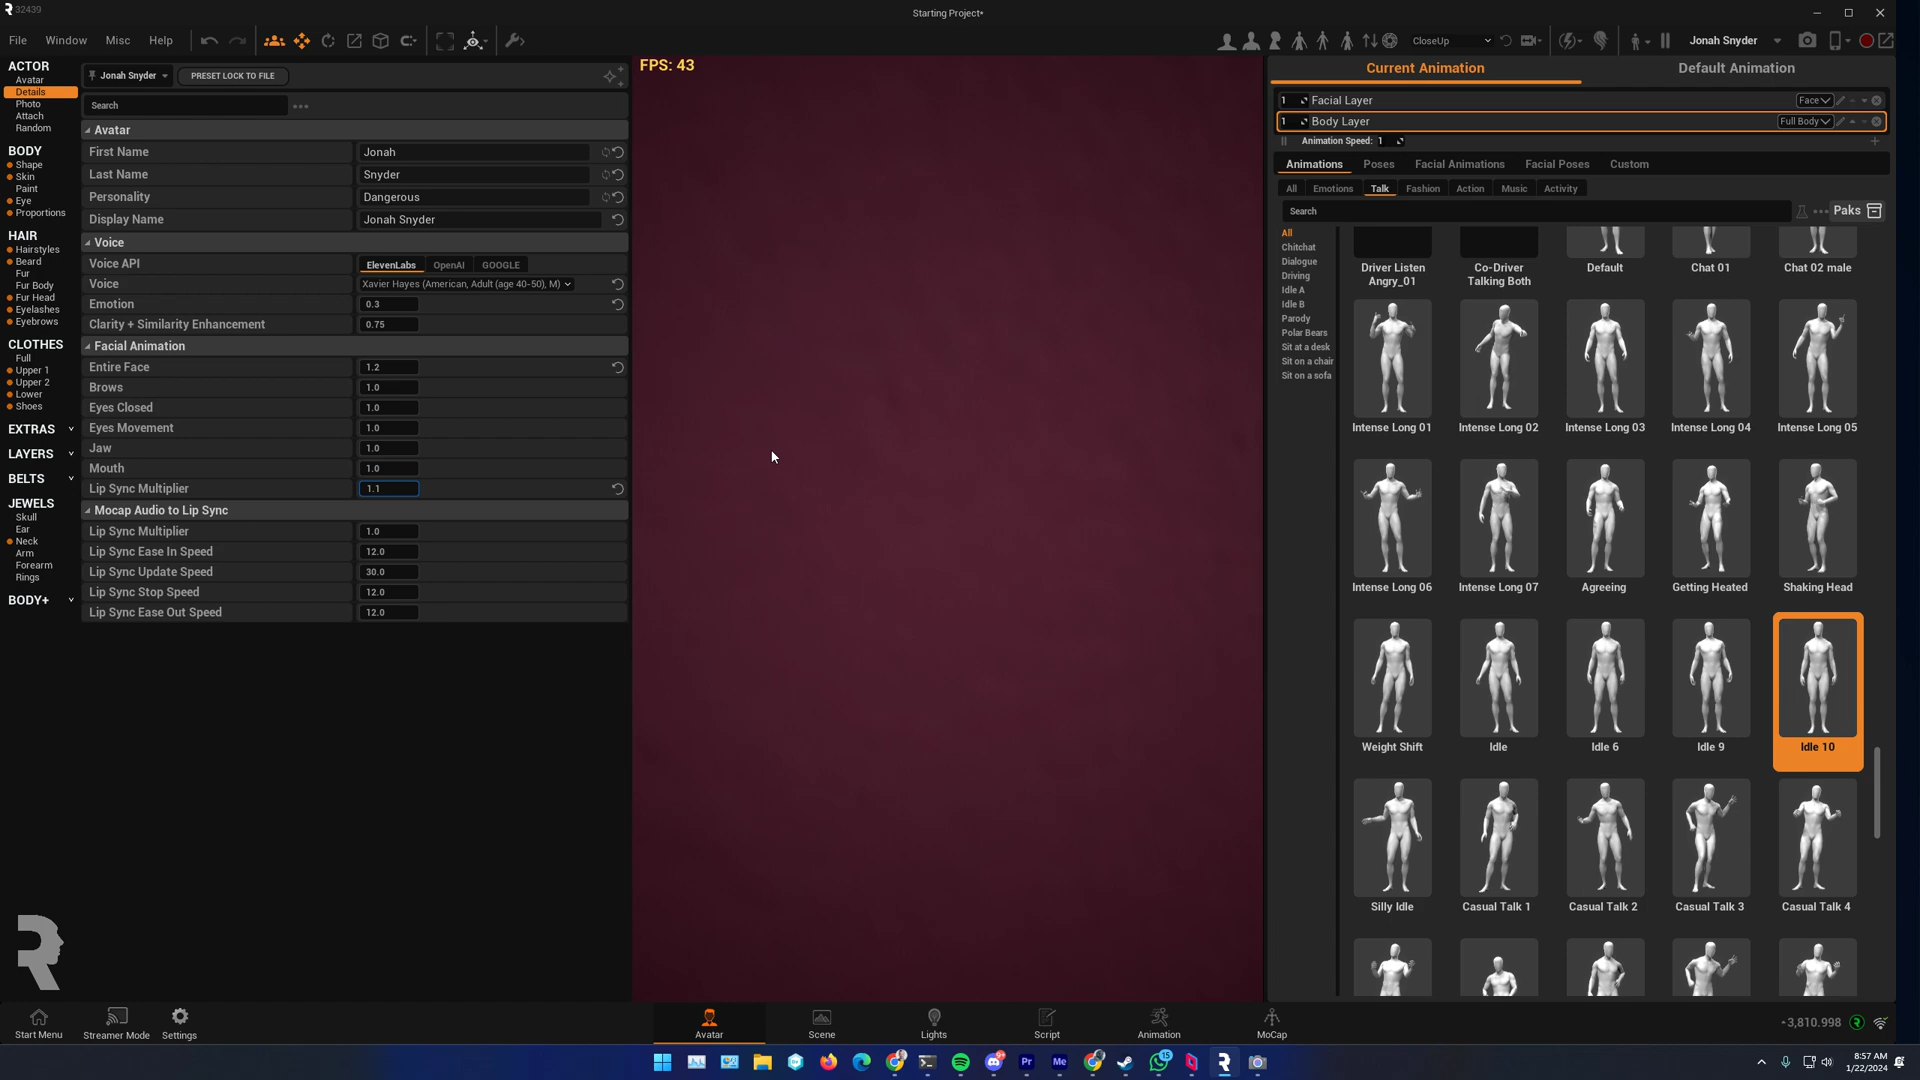 32439
Starting Project*
File Window Misc Help
CloseUp
Jonah Snyder
ACTOR
Avatar
Details
Photo
Attach
Random
BODY
Shape
Skin
Paint
Eye
Proportions
HAIR
Hairstyles
Beard
Fur
Fur Body
Fur Head
Eyelashes
Eyebrows
CLOTHES
Full
Upper 1
Upper 2
Lower
Shoes
EXTRAS
LAYERS
BELTS
JEWELS
Skull
Ear
Neck
Arm
Forearm
Rings
BODY+
Jonah Snyder PRESET LOCK TO FILE
Search
Avatar
First Name Jonah
Last Name Snyder
Personality Dangerous
Display Name Jonah Snyder
Voice
Voice API ElevenLabs OpenAI GOOGLE
Voice Xavier Hayes (American, Adult (age 40-50), M)
Emotion 0.3
Clarity + Similarity Enhancement 0.75
Facial Animation
Entire Face 1.2
Brows 1.0
Eyes Closed 1.0
Eyes Movement 1.0
Jaw 1.0
Mouth 1.0
Lip Sync Multiplier 1.1
Mocap Audio to Lip Sync
Lip Sync Multiplier 1.0
Lip Sync Ease In Speed 12.0
Lip Sync Update Speed 30.0
Lip Sync Stop Speed 12.0
Lip Sync Ease Out Speed 12.0
FPS: 43
Current Animation Default Animation
1 Facial Layer Face
1 Body Layer Full Body
Animation Speed: 1
Animations Poses Facial Animations Facial Poses Custom
All Emotions Talk Fashion Action Music Activity
Search Paks
All
Chitchat
Dialogue
Driving
Idle A
Idle B
Parody
Polar Bears
Sit at a desk
Sit on a chair
Sit on a sofa
Driver Listen Angry_01 Co-Driver Talking Both Default Chat 01 Chat 02 male
Intense Long 01 Intense Long 02 Intense Long 03 Intense Long 04 Intense Long 05
Intense Long 06 Intense Long 07 Agreeing Getting Heated Shaking Head
Weight Shift Idle Idle 6 Idle 9 Idle 10
Silly Idle Casual Talk 1 Casual Talk 2 Casual Talk 3 Casual Talk 4
Start Menu Streamer Mode Settings
Avatar Scene Lights Script Animation MoCap
3,810.998
9+
Pr
Me
15
8:57 AM
1/22/2024